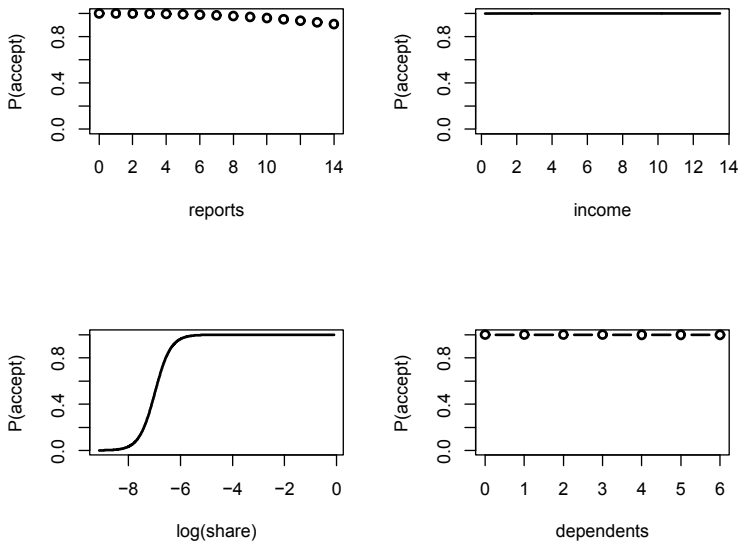 P(accept)
0.0 0.4 0.8
0 2 4 6 8 10 14
reports
P(accept)
0.0 0.4 0.8
0 2 4 6 8 10 12 14
income
P(accept)
0.0 0.4 0.8
−8 −6 −4 −2 0
log(share)
P(accept)
0.0 0.4 0.8
0 1 2 3 4 5 6
dependents